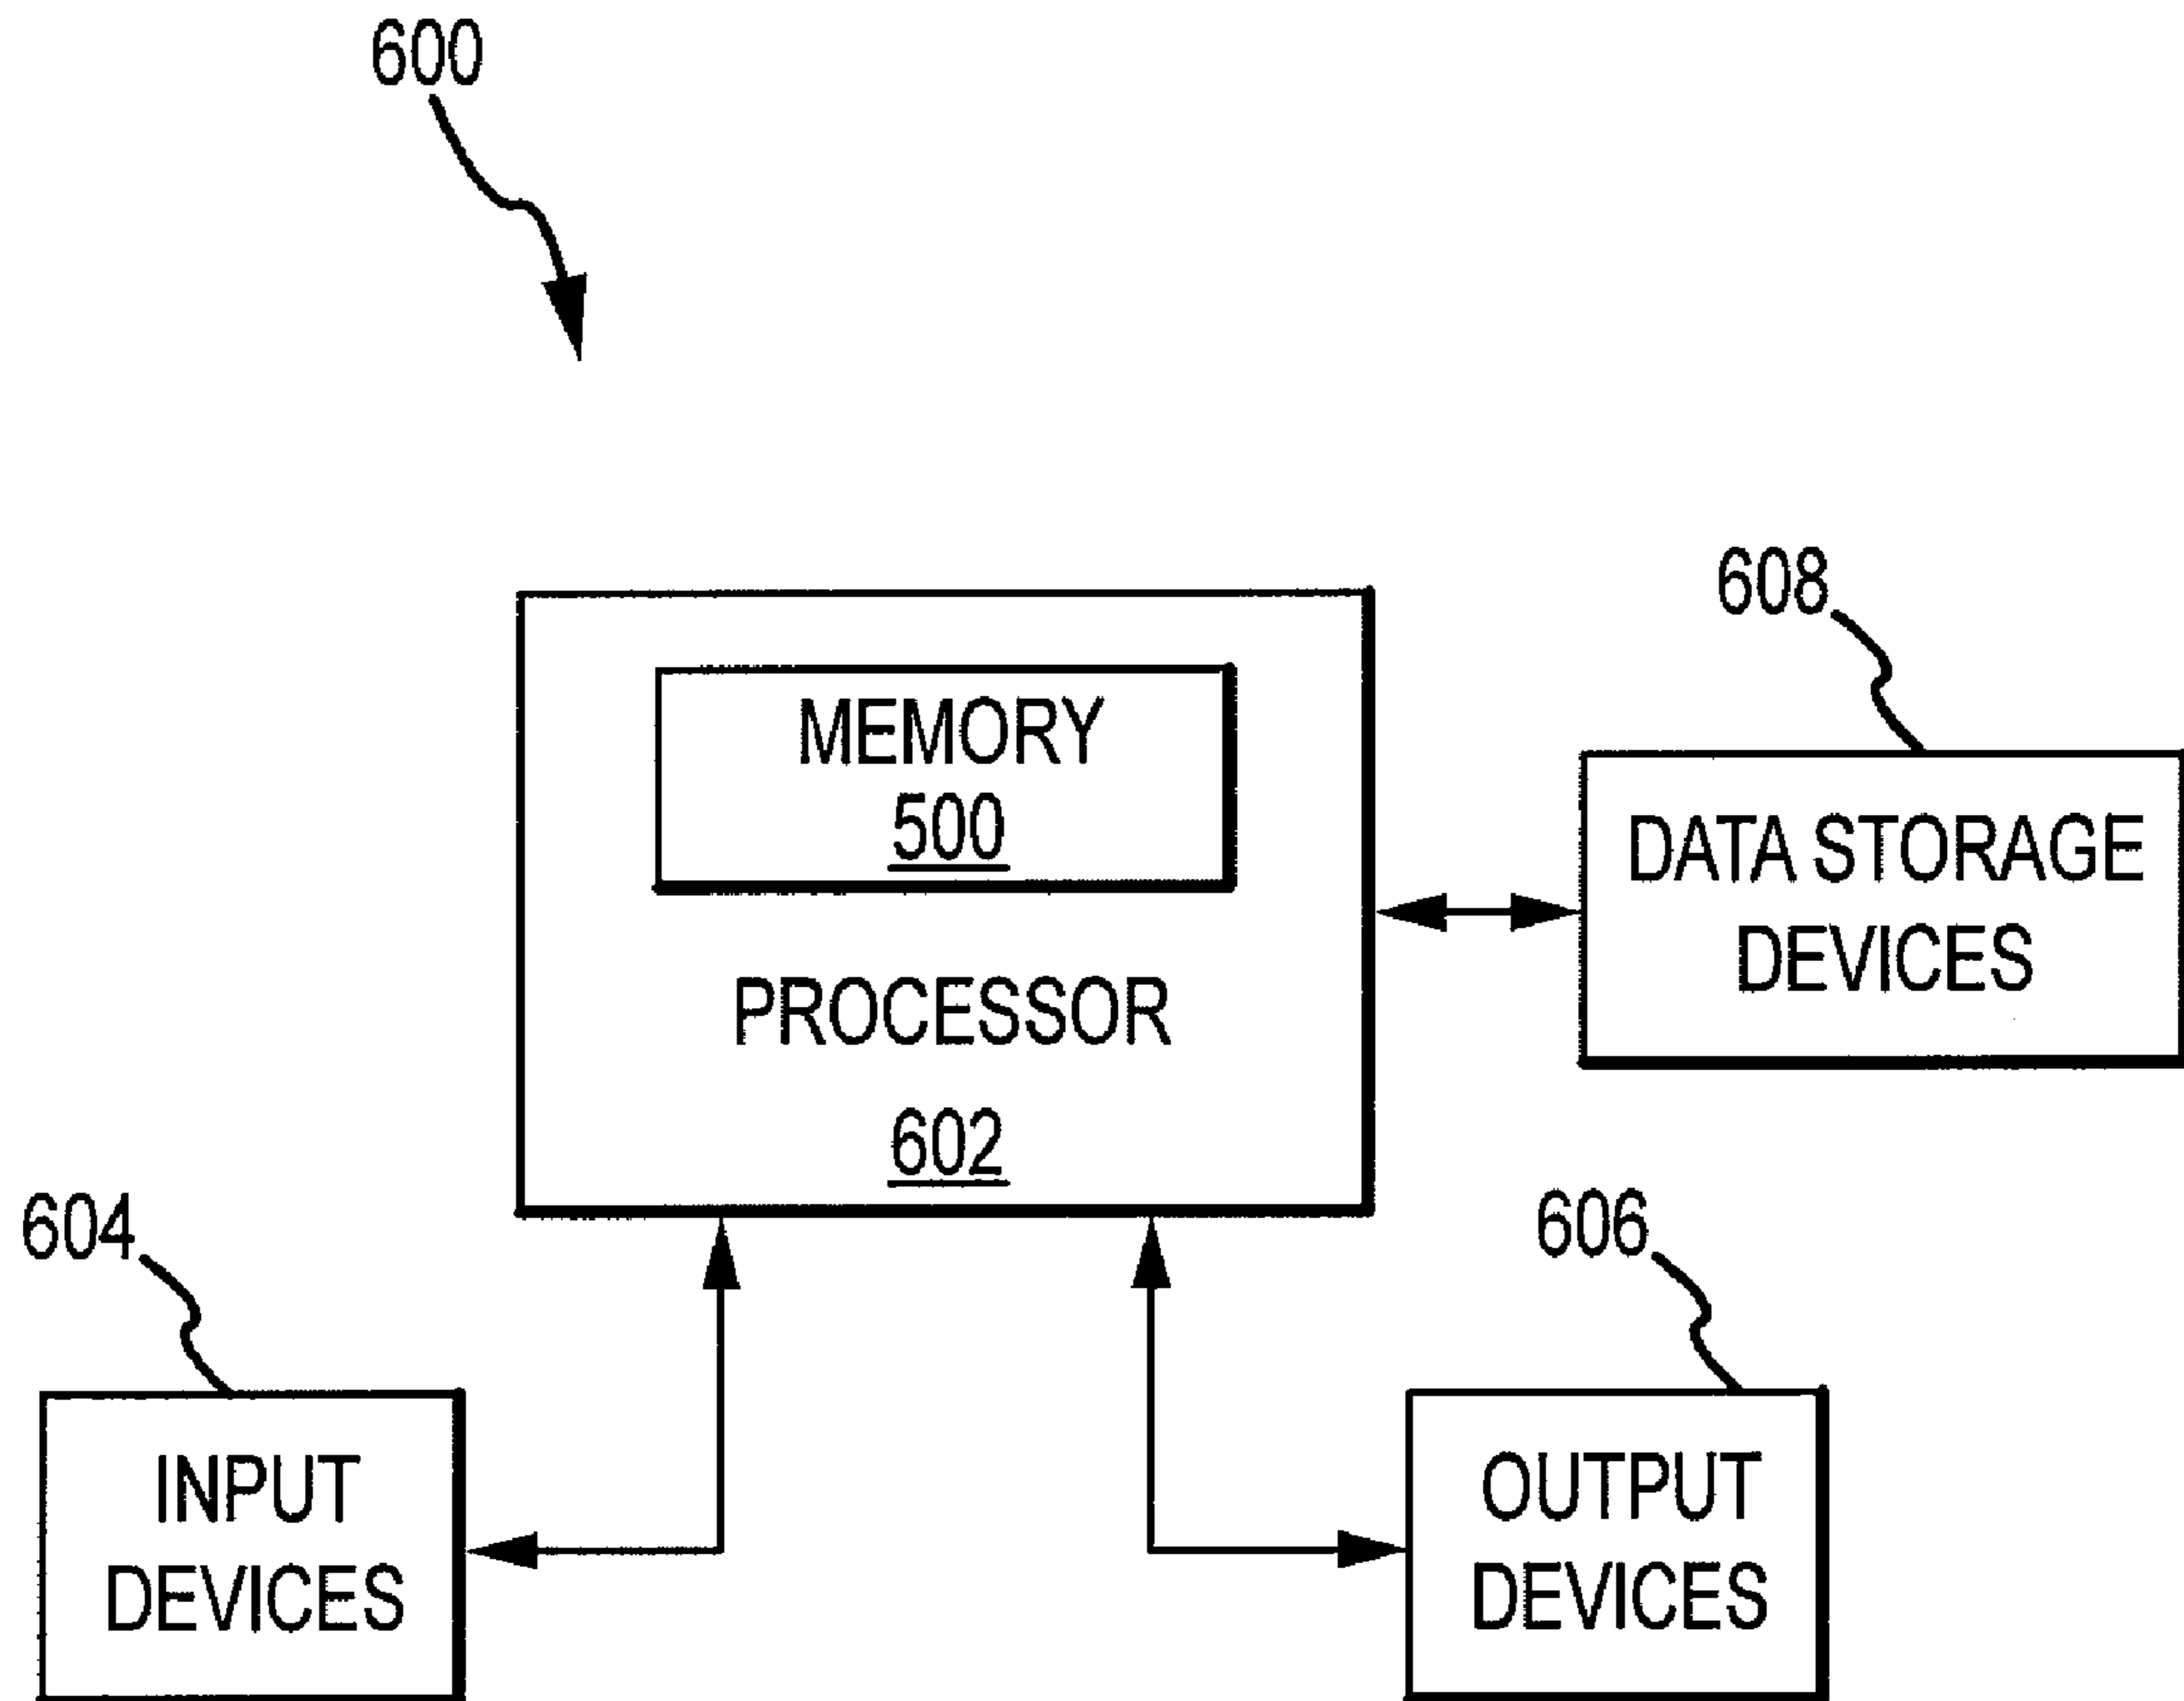 600
608
MEMORY
500
DATA STORAGE
DEVICES
PROCESSOR
602
604
606
INPUT
DEVICES
OUTPUT
DEVICES